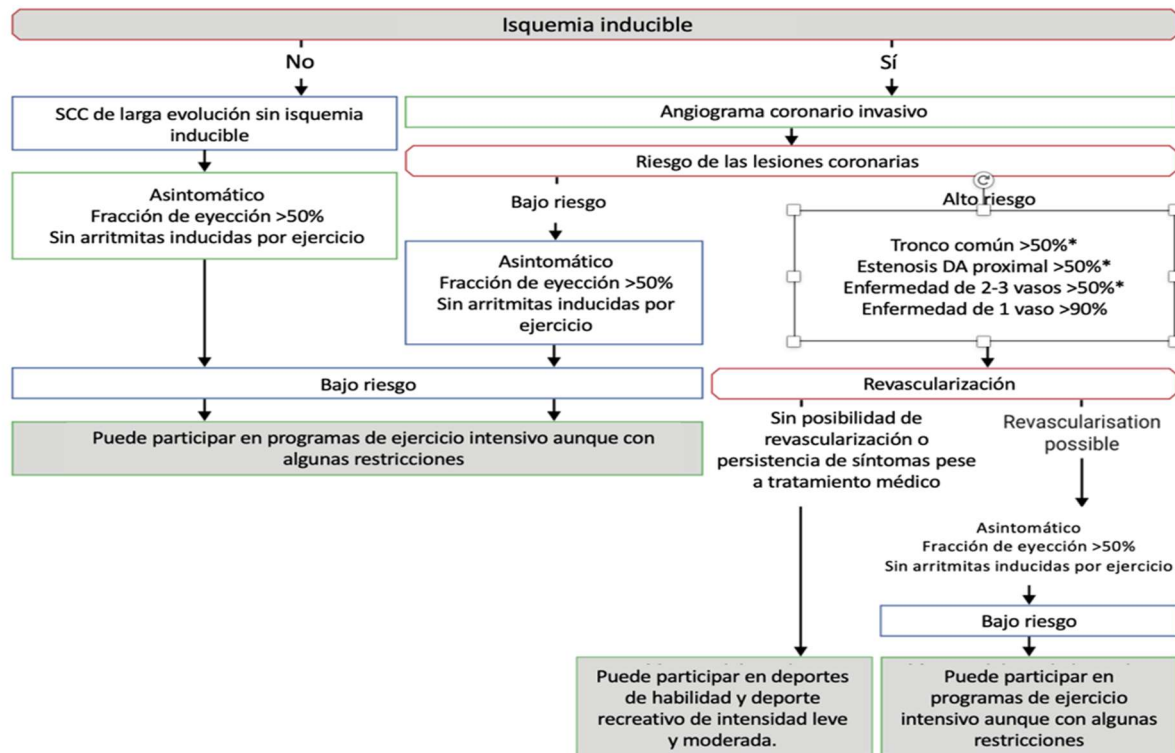 Isquemia inducible
No
Sí
SCC de larga evolución sin isquemia
inducible
Angiograma coronario invasivo
Riesgo de las lesiones coronarias
Asintomático
Fracción de eyección >50%
Sin arritmitas inducidas por ejercicio
Bajo riesgo
Alto riesgo
Asintomático
Fracción de eyección >50%
Sin arritmitas inducidas por
ejercicio
Tronco común >50%*
Estenosis DA proximal >50%*
Enfermedad de 2-3 vasos >50%*
Enfermedad de 1 vaso >90%
Bajo riesgo
Revascularización
Puede participar en programas de ejercicio intensivo aunque con
algunas restricciones
Sin posibilidad de
revascularización o
persistencia de síntomas pese
a tratamiento médico
Revascularisation
possible
Asintomático
Fracción de eyección >50%
Sin arritmitas inducidas por ejercicio
Bajo riesgo
Puede participar en deportes
de habilidad y deporte
recreativo de intensidad leve
y moderada.
Puede participar en
programas de ejercicio
intensivo aunque con algunas
restricciones